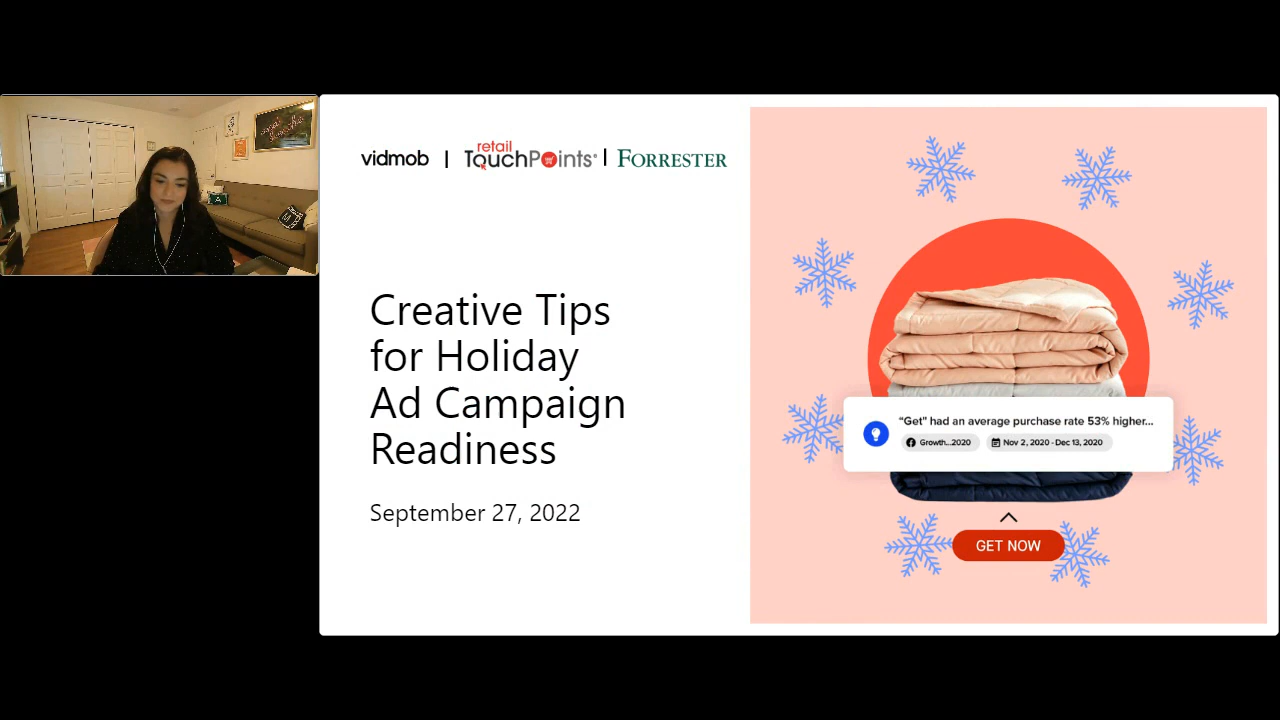 vidmob | retail TouchPoints® | FORRESTER
Creative Tips
for Holiday
Ad Campaign
Readiness
September 27, 2022
“Get” had an average purchase rate 53% higher...
Growth...2020
Nov 2, 2020 - Dec 13, 2020
GET NOW
A